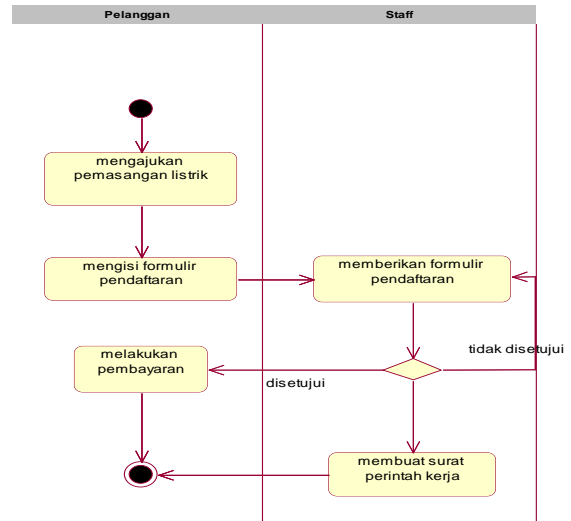 Pelanggan
Staff
mengajukan
pemasangan listrik
mengisi formulir
pendaftaran
memberikan formulir
pendaftaran
tidak disetujui
melakukan
pembayaran
disetujui
membuat surat
perintah kerja